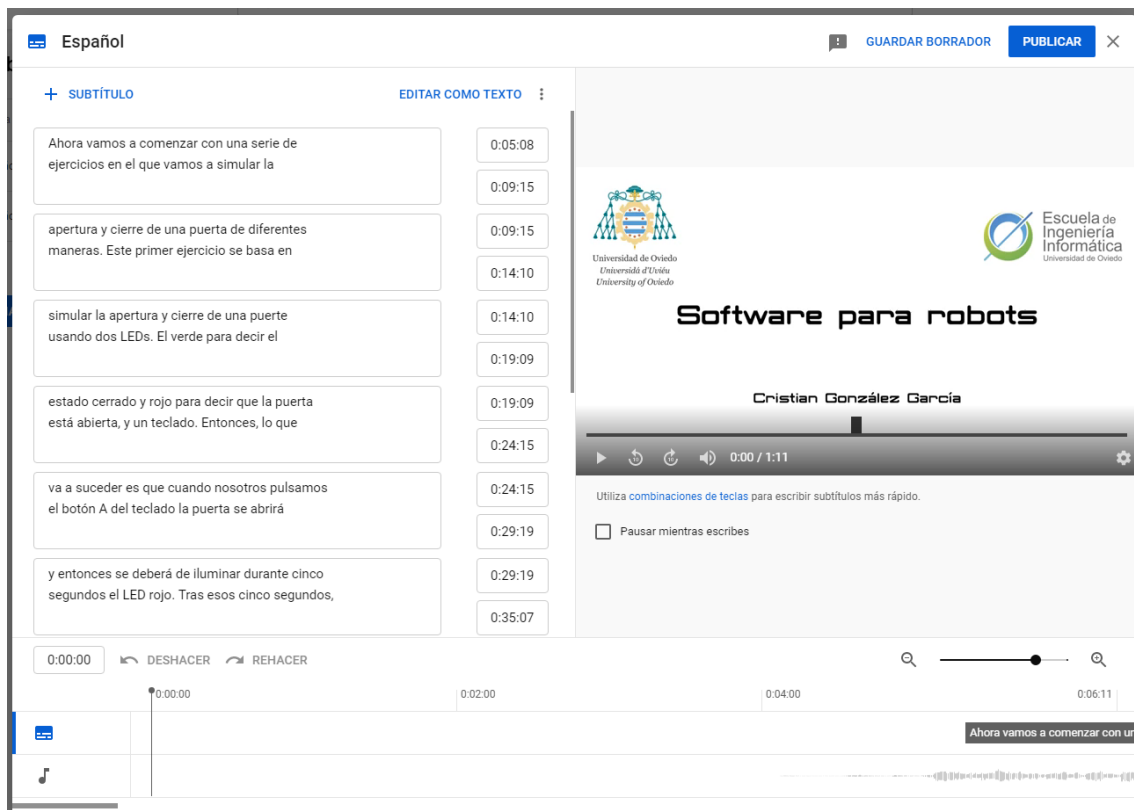 Español
GUARDAR BORRADOR
PUBLICAR
+ SUBTÍTULO
EDITAR COMO TEXTO
Ahora vamos a comenzar con una serie de
ejercicios en el que vamos a simular la
0:05:08
0:09:15
apertura y cierre de una puerta de diferentes
maneras. Este primer ejercicio se basa en
0:09:15
0:14:10
simular la apertura y cierre de una puerte
usando dos LEDs. El verde para decir el
0:14:10
0:19:09
estado cerrado y rojo para decir que la puerta
está abierta, y un teclado. Entonces, lo que
0:19:09
0:24:15
va a suceder es que cuando nosotros pulsamos
el botón A del teclado la puerta se abrirá
0:24:15
0:29:19
y entonces se deberá de iluminar durante cinco
segundos el LED rojo. Tras esos cinco segundos,
0:29:19
0:35:07
Universidad de Oviedo
Universidá d'Uviéu
University of Oviedo
Escuela de
Ingeniería
Informática
Universidad de Oviedo
Software para robots
Cristian González García
0:00 / 1:11
Utiliza combinaciones de teclas para escribir subtítulos más rápido.
Pausar mientras escribes
0:00:00
DESHACER
REHACER
0:00:00
0:02:00
0:04:00
0:06:11
Ahora vamos a comenzar con un